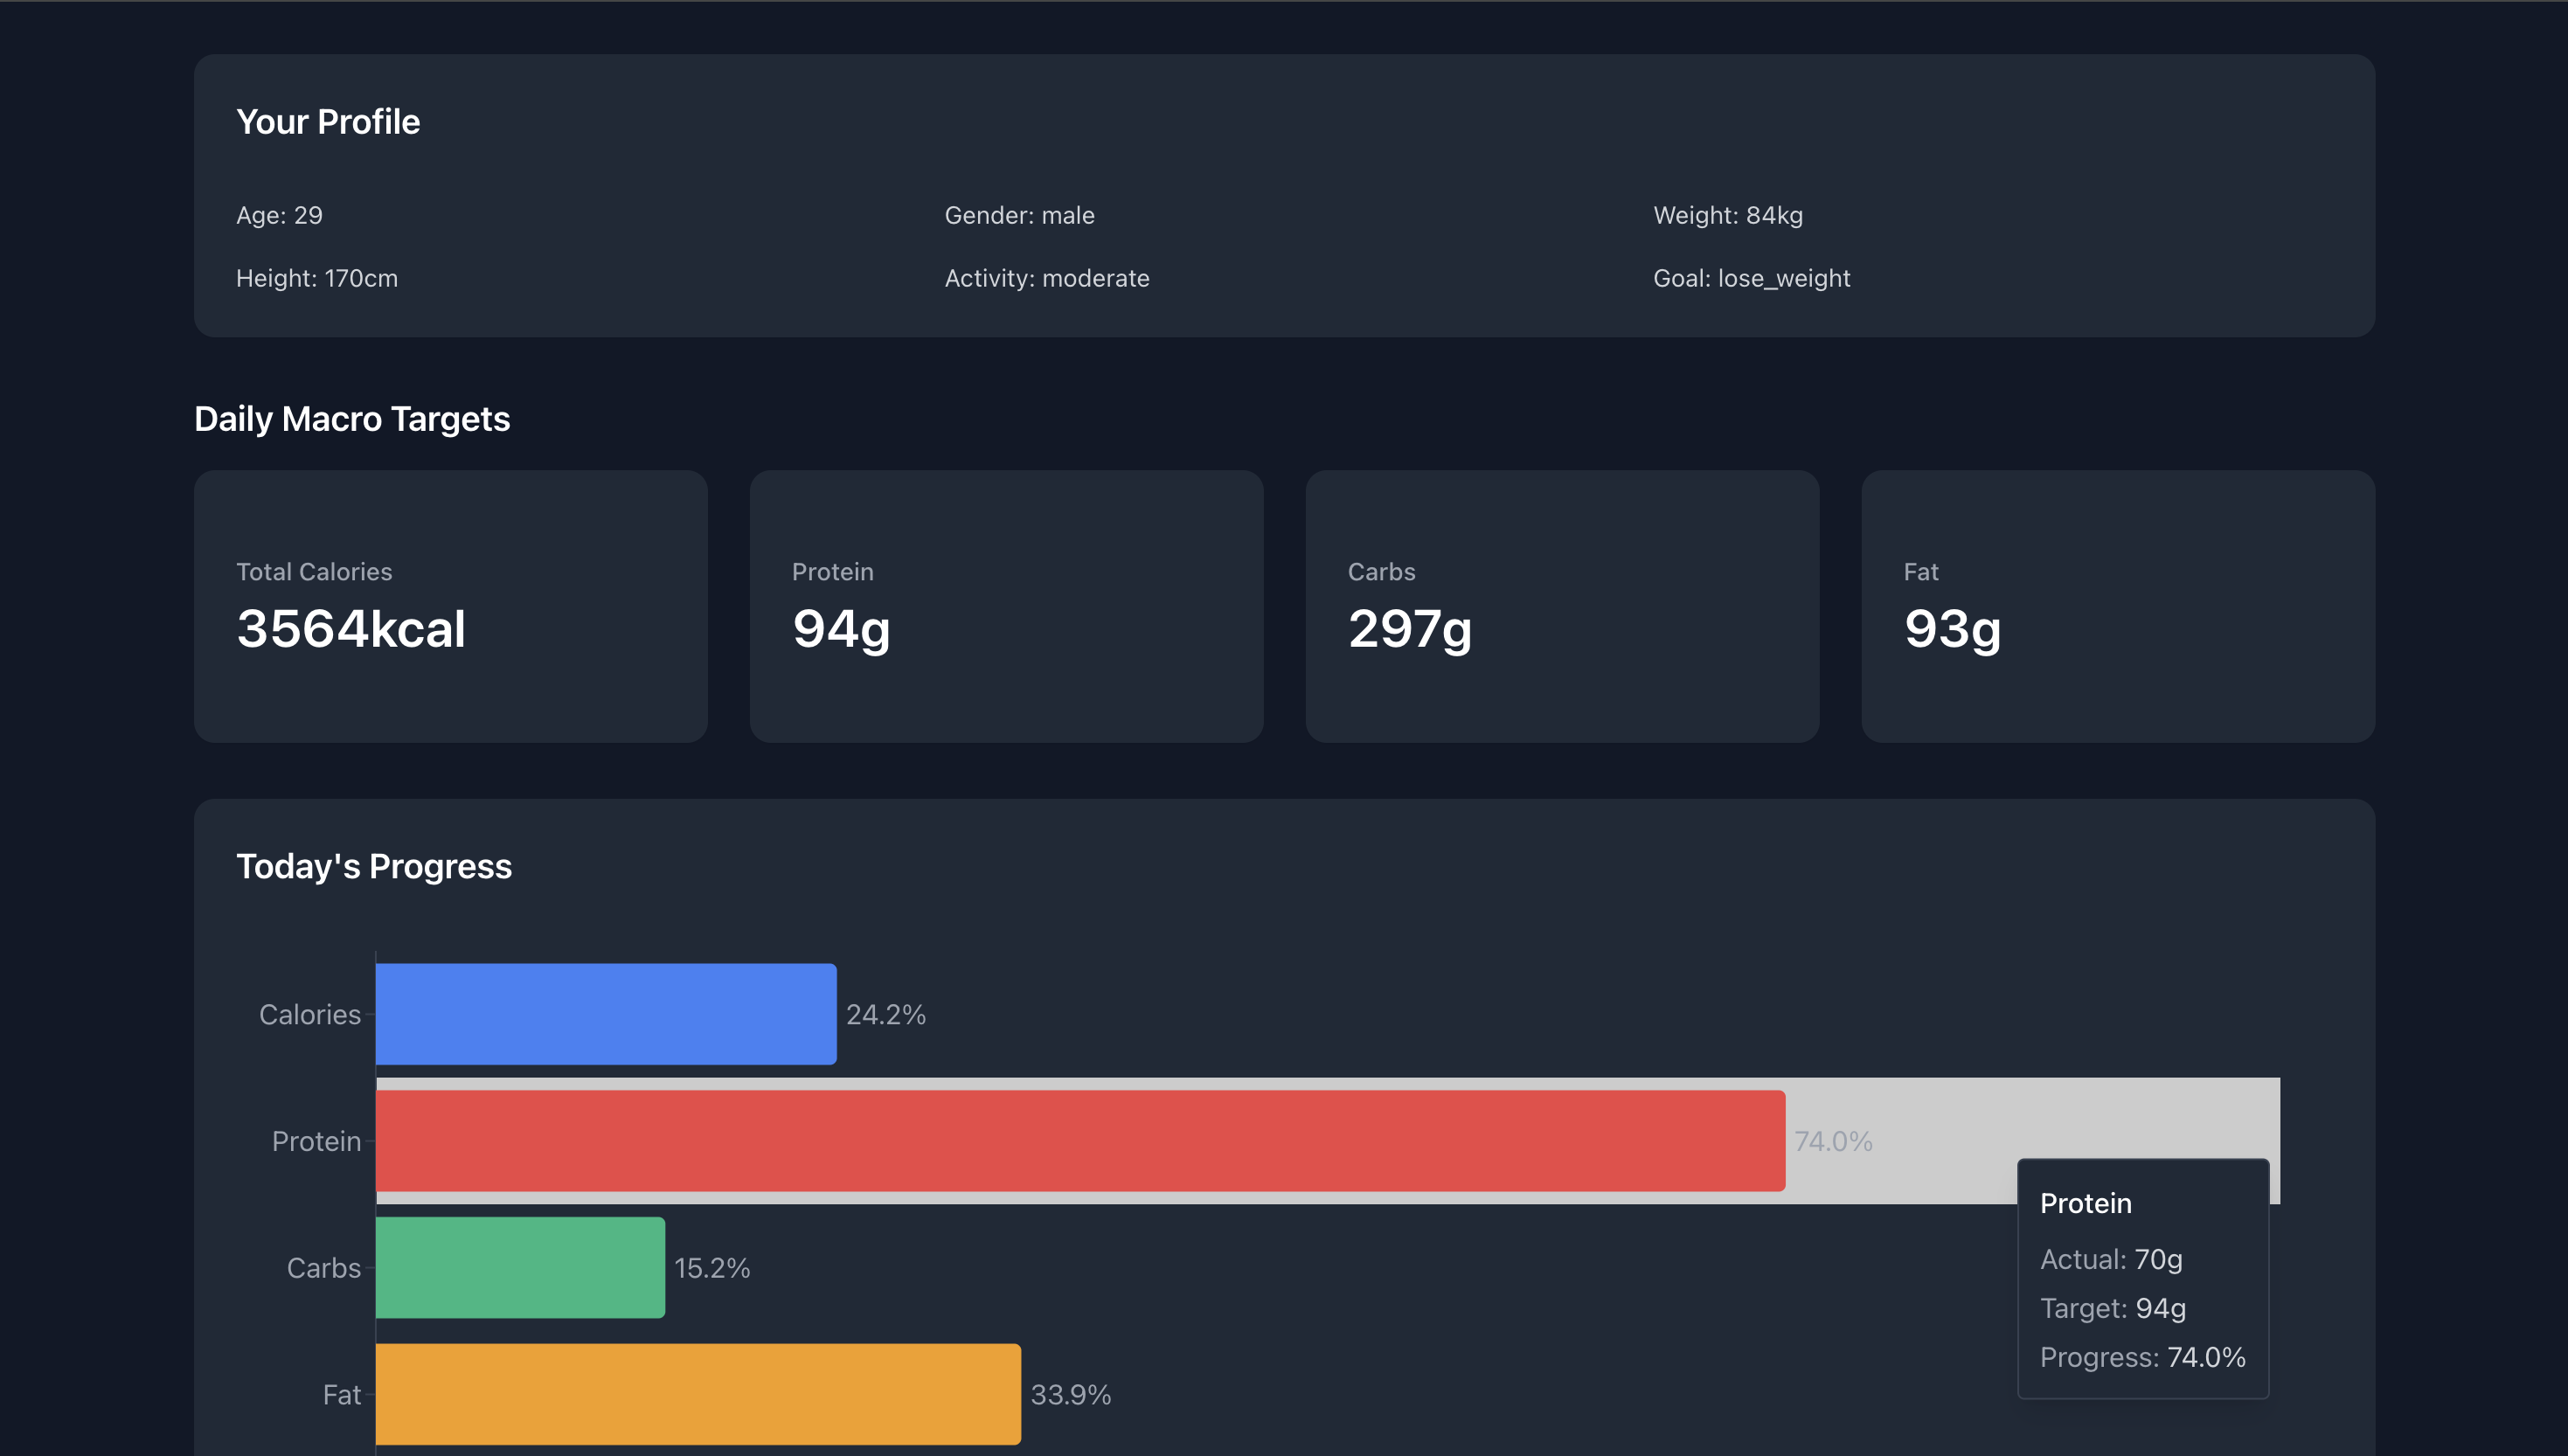 Your Profile
Age: 29
Gender: male
Weight: 84kg
Height: 170cm
Activity: moderate
Goal: lose_weight
Daily Macro Targets
Total Calories
3564kcal
Protein
94g
Carbs
297g
Fat
93g
Today's Progress
Calories
24.2%
Protein
74.0%
Carbs
15.2%
Fat
33.9%
Protein
Actual: 70g
Target: 94g
Progress: 74.0%